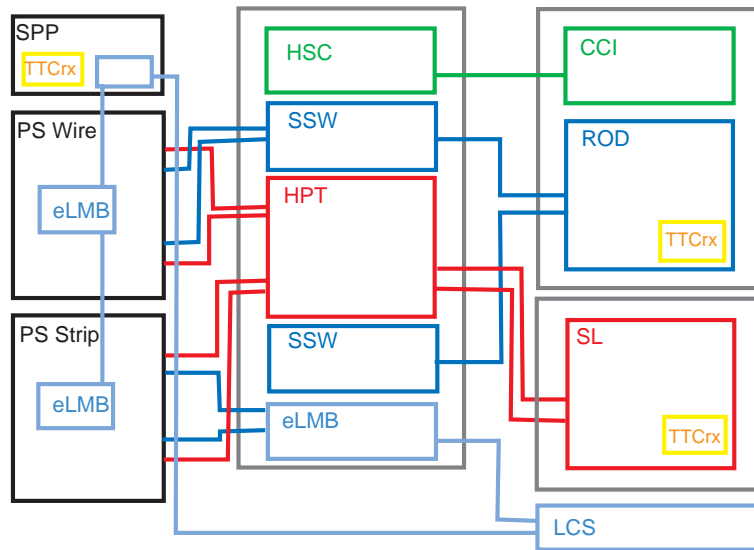 SPP
TTCrx
PS Wire
eLMB
PS Strip
eLMB
HSC
SSW
HPT
SSW
eLMB
CCI
ROD
TTCrx
SL
TTCrx
LCS